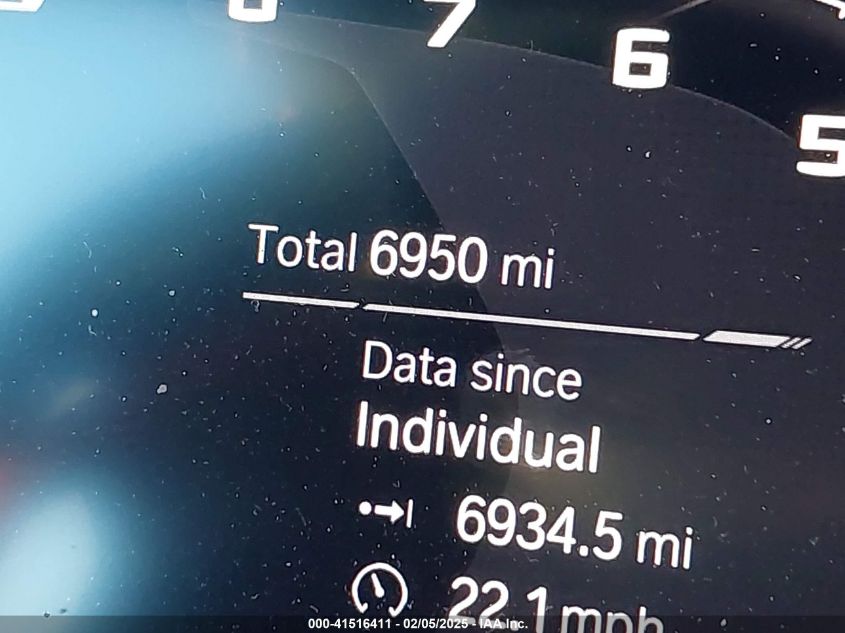 8 7 6 5
Total 6950 mi
Data since
Individual
6934.5 mi
22.1 mph
000-41516411 - 02/05/2025 - IAA Inc.